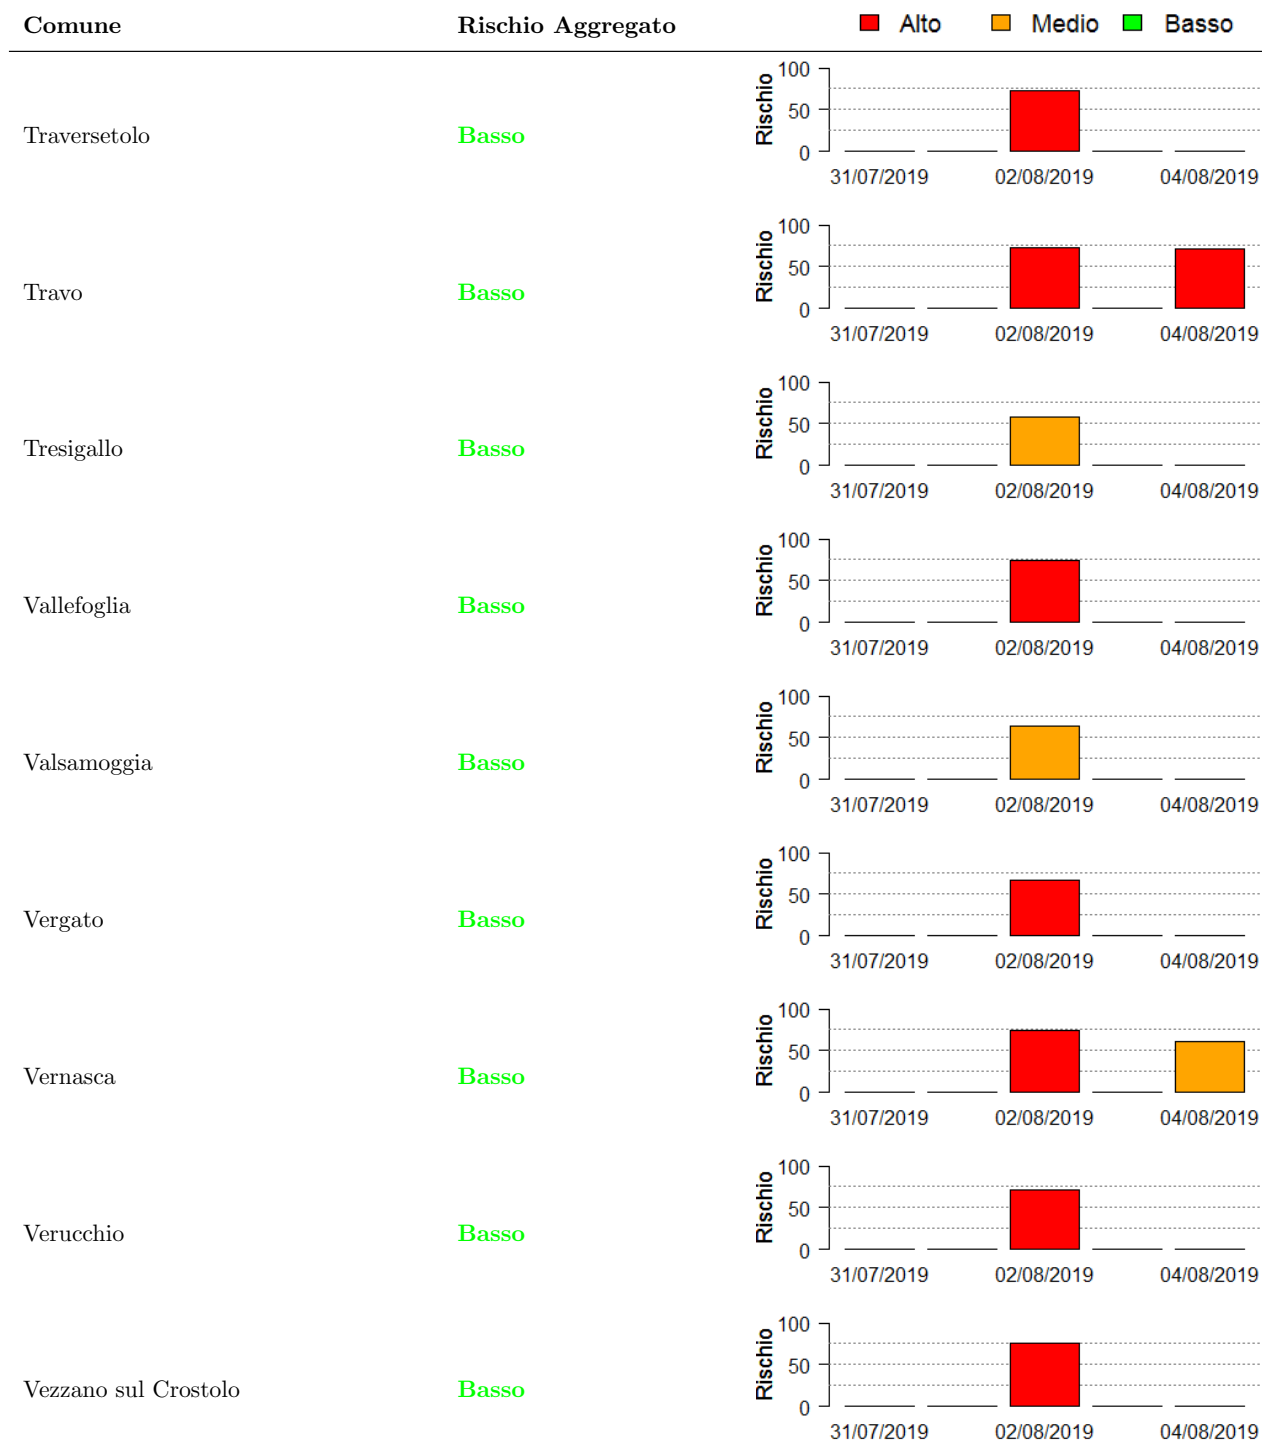 Comune Rischio Aggregato Alto Medio Basso
100
50
0
Rischio
Traversetolo Basso
31/07/2019 02/08/2019 04/08/2019
100
50
0
Rischio
Travo Basso
31/07/2019 02/08/2019 04/08/2019
100
50
0
Rischio
Tresigallo Basso
31/07/2019 02/08/2019 04/08/2019
100
50
0
Rischio
Vallefoglia Basso
31/07/2019 02/08/2019 04/08/2019
100
50
0
Rischio
Valsamoggia Basso
31/07/2019 02/08/2019 04/08/2019
100
50
0
Rischio
Vergato Basso
31/07/2019 02/08/2019 04/08/2019
100
50
0
Rischio
Vernasca Basso
31/07/2019 02/08/2019 04/08/2019
100
50
0
Rischio
Verucchio Basso
31/07/2019 02/08/2019 04/08/2019
100
50
0
Rischio
Vezzano sul Crostolo Basso
31/07/2019 02/08/2019 04/08/2019